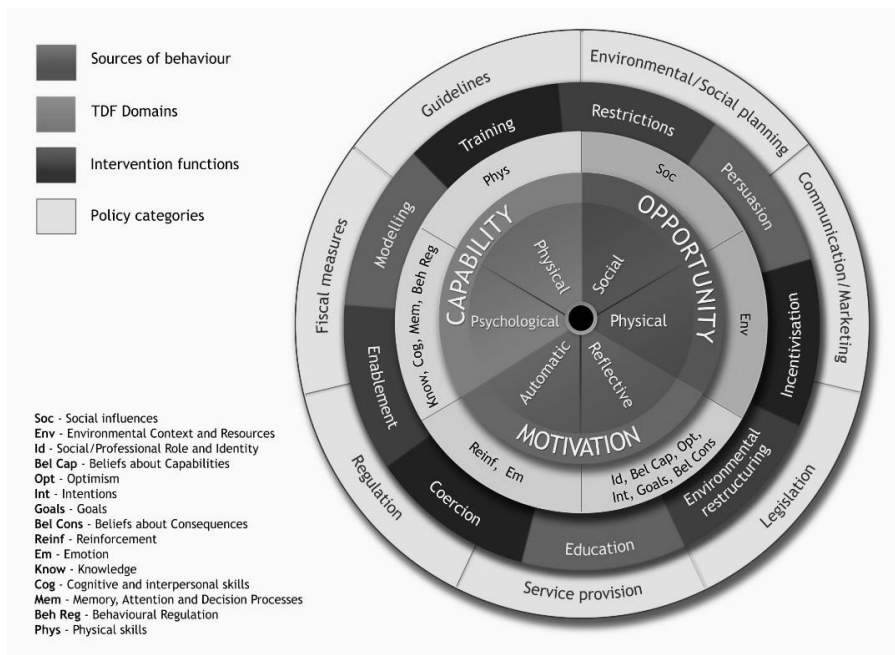 Sources of behaviour
TDF Domains
Intervention functions
Policy categories
Guidelines
Environmental/Social planning
Communication/Marketing
Legislation
Service provision
Regulation
Fiscal measures
Training
Restrictions
Persuasion
Incentivisation
Environmental
restructuring
Education
Coercion
Enablement
Modelling
Phys
Soc
Env
Id, Bel Cap, Opt,
Int, Goals, Bel Cons
Reinf, Em
Know, Cog, Mem, Beh Reg
CAPABILITY
OPPORTUNITY
MOTIVATION
Physical
Social
Physical
Reflective
Automatic
Psychological
Soc - Social influences
Env - Environmental Context and Resources
Id - Social/Professional Role and Identity
Bel Cap - Beliefs about Capabilities
Opt - Optimism
Int - Intentions
Goals - Goals
Bel Cons - Beliefs about Consequences
Reinf - Reinforcement
Em - Emotion
Know - Knowledge
Cog - Cognitive and interpersonal skills
Mem - Memory, Attention and Decision Processes
Beh Reg - Behavioural Regulation
Phys - Physical skills